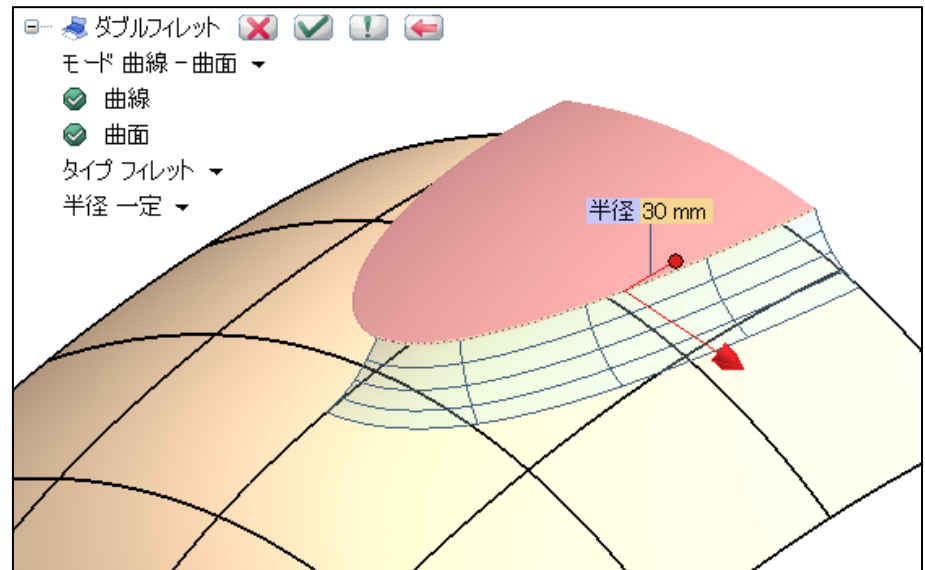 ダブルフィレット
モード 曲線 - 曲面
曲線
曲面
タイプ フィレット
半径 一定
半径 30 mm